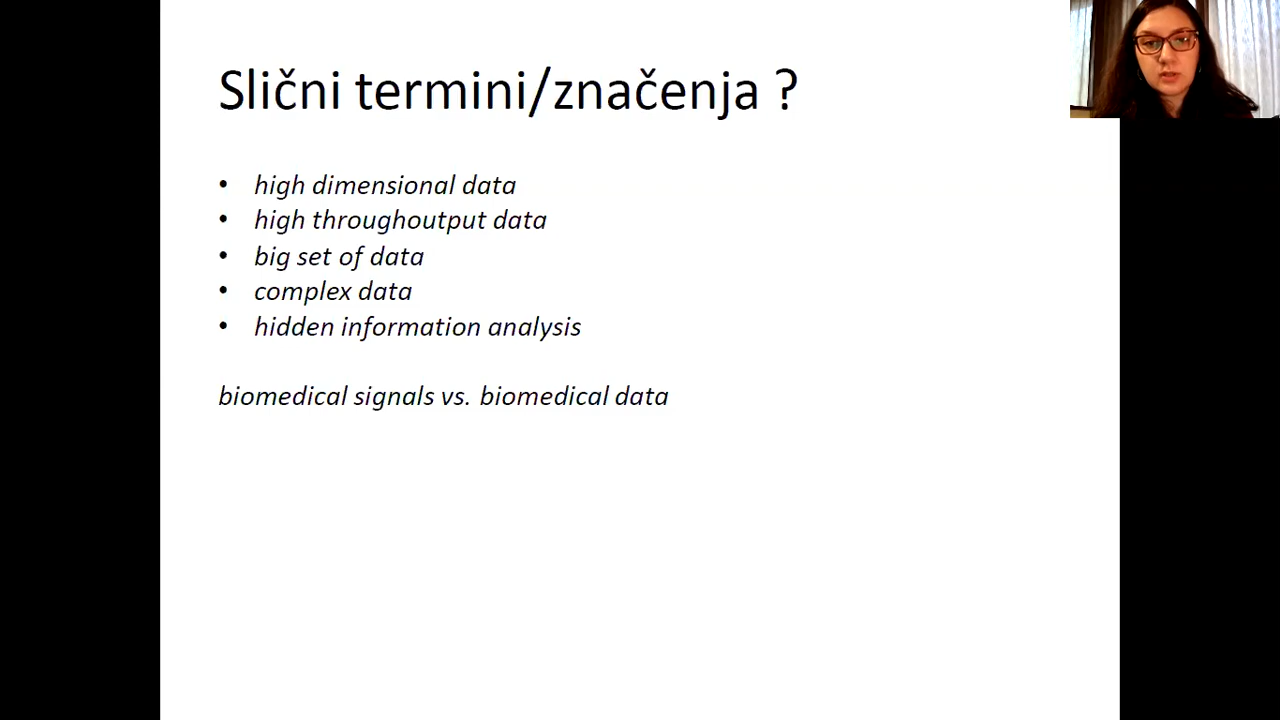 Slični termini/značenja ?
• high dimensional data
• high throughoutput data
• big set of data
• complex data
• hidden information analysis
biomedical signals vs. biomedical data